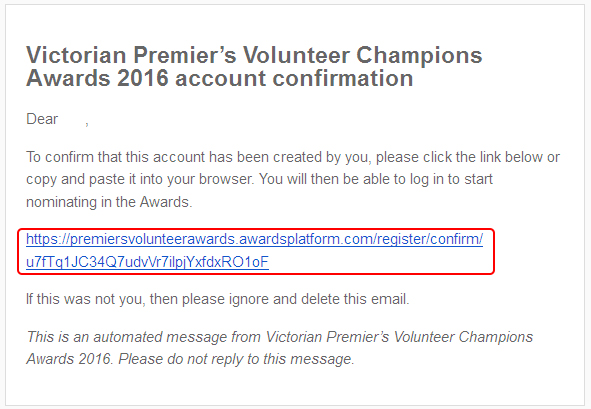 Victorian Premier’s Volunteer Champions
Awards 2016 account confirmation
Dear ,
To confirm that this account has been created by you, please click the link below or
copy and paste it into your browser. You will then be able to log in to start
nominating in the Awards.
https://premiersvolunteerawards.awardsplatform.com/register/confirm/
u7fTq1JC34Q7udvVr7ilpjYxfdxRO1oF
If this was not you, then please ignore and delete this email.
This is an automated message from Victorian Premier’s Volunteer Champions
Awards 2016. Please do not reply to this message.